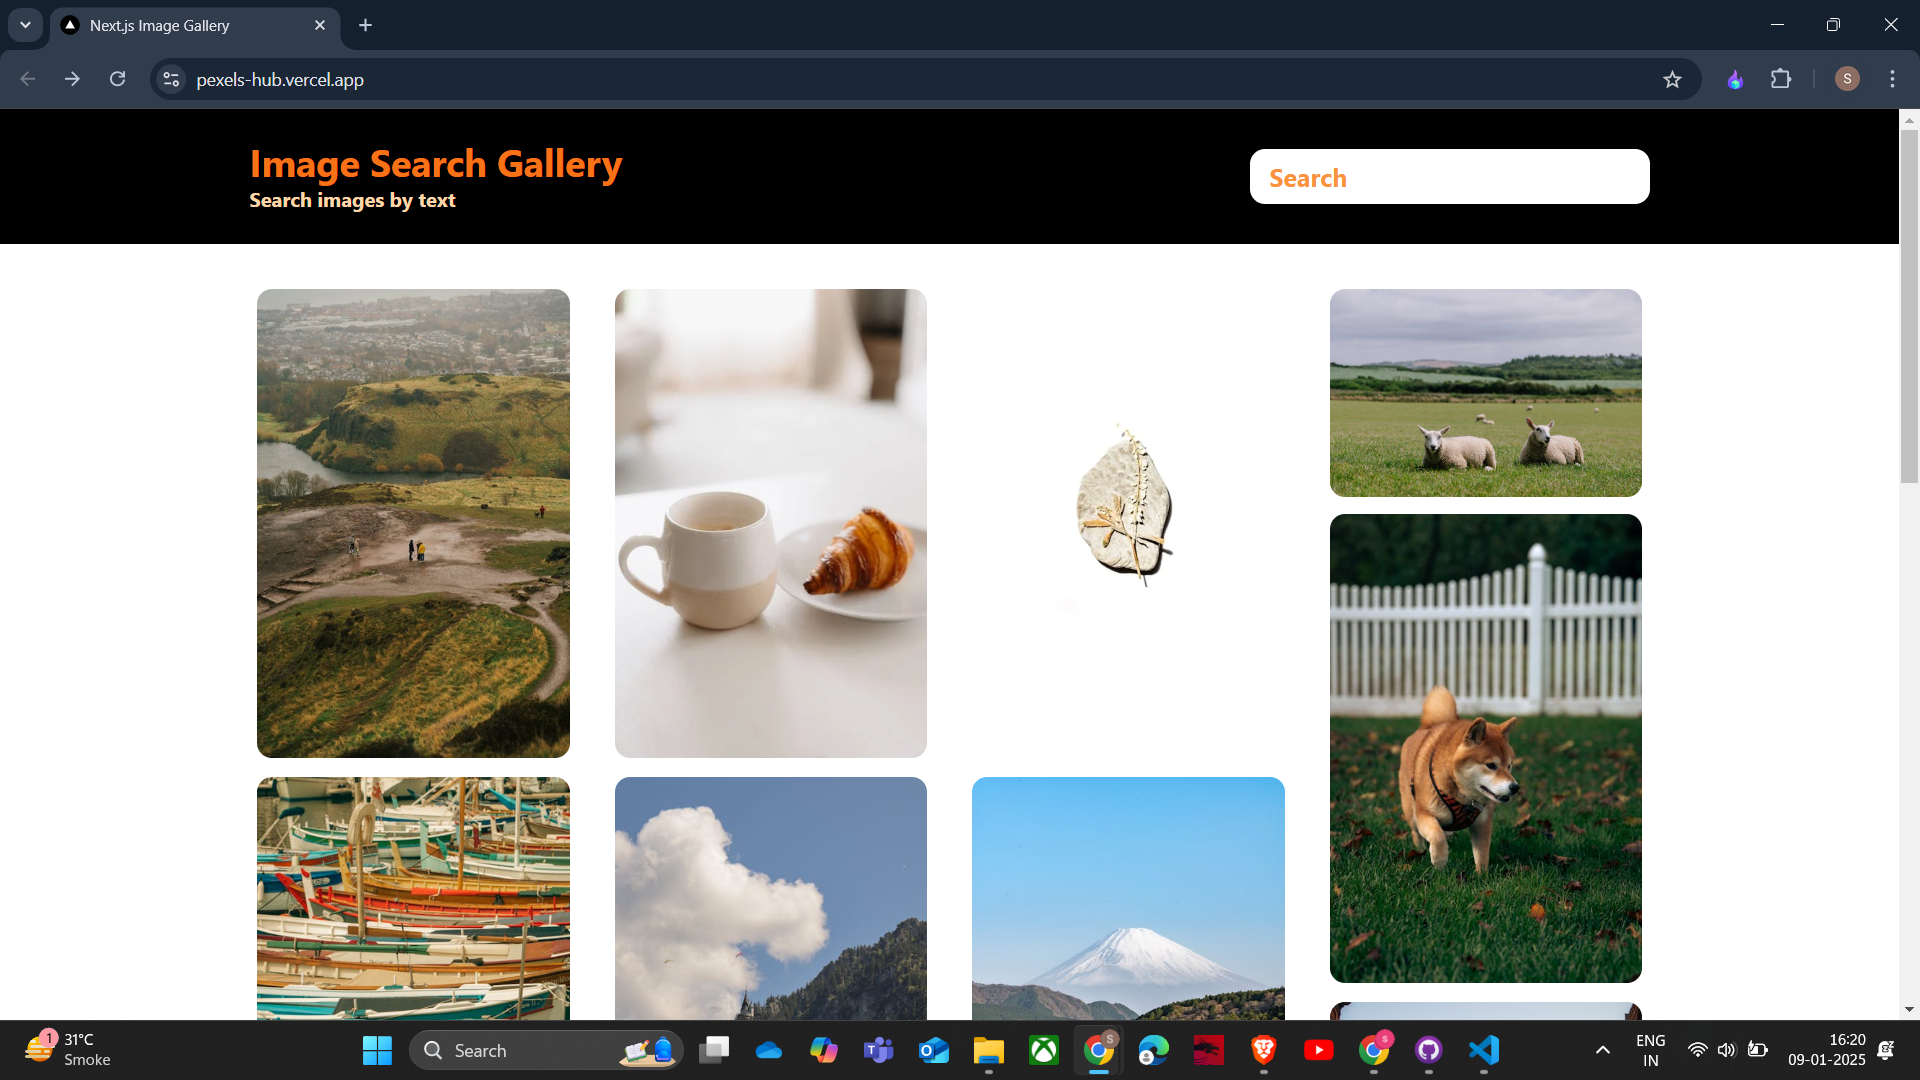 Next.js Image Gallery
pexels-hub.vercel.app
S
Image Search Gallery
Search images by text
Search
1
31°C
Smoke
Search
S
S
ENG
IN
16:20
09-01-2025